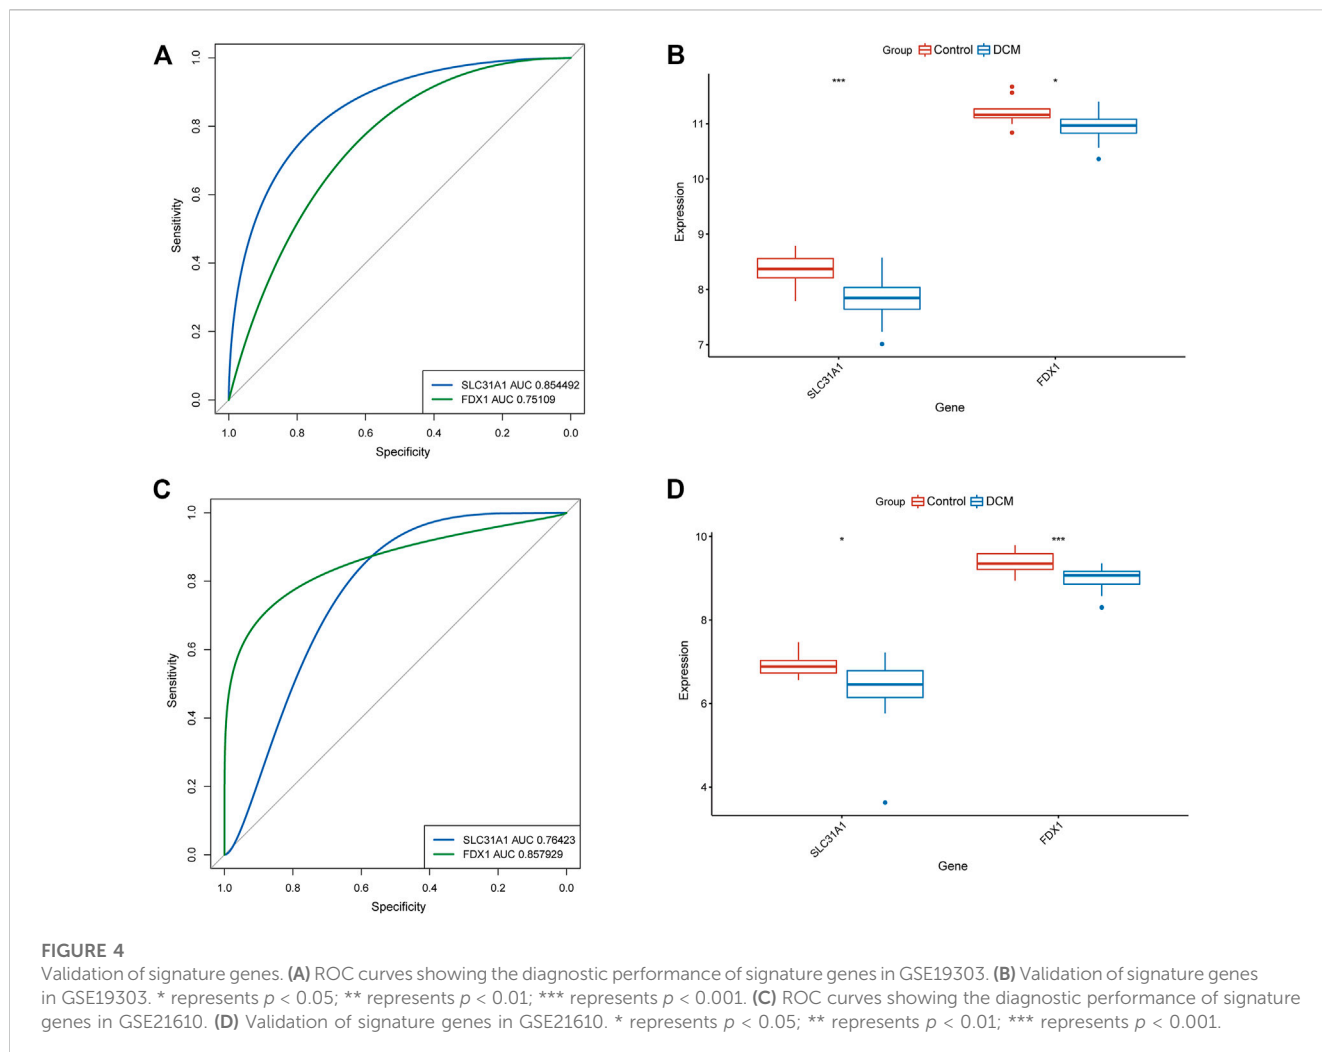 A
1.0
0.8
0.6
0.4
0.2
0.0
Sensitivity
SLC31A1 AUC 0.854492
FDX1 AUC 0.75109
1.0 0.8 0.6 0.4 0.2 0.0
Specificity
B
Group Control DCM
*** *
11
10
9
8
7
Expression
SLC31A1 FDX1
Gene
C
1.0
0.8
0.6
0.4
0.2
0.0
Sensitivity
SLC31A1 AUC 0.76423
FDX1 AUC 0.857929
1.0 0.8 0.6 0.4 0.2 0.0
Specificity
D
Group Control DCM
* ***
10
8
6
4
Expression
SLC31A1 FDX1
Gene
FIGURE 4
Validation of signature genes. (A) ROC curves showing the diagnostic performance of signature genes in GSE19303. (B) Validation of signature genes
in GSE19303. * represents p < 0.05; ** represents p < 0.01; *** represents p < 0.001. (C) ROC curves showing the diagnostic performance of signature
genes in GSE21610. (D) Validation of signature genes in GSE21610. * represents p < 0.05; ** represents p < 0.01; *** represents p < 0.001.